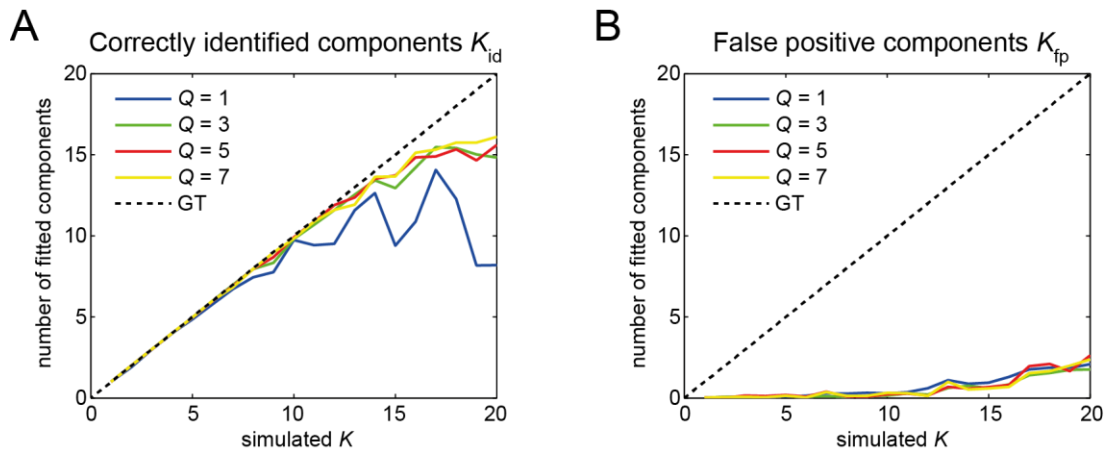 A
Correctly identified components K_id
20
15
10
5
0
0 5 10 15 20
number of fitted components
simulated K
Q = 1
Q = 3
Q = 5
Q = 7
GT
B
False positive components K_fp
20
15
10
5
0
0 5 10 15 20
number of fitted components
simulated K
Q = 1
Q = 3
Q = 5
Q = 7
GT